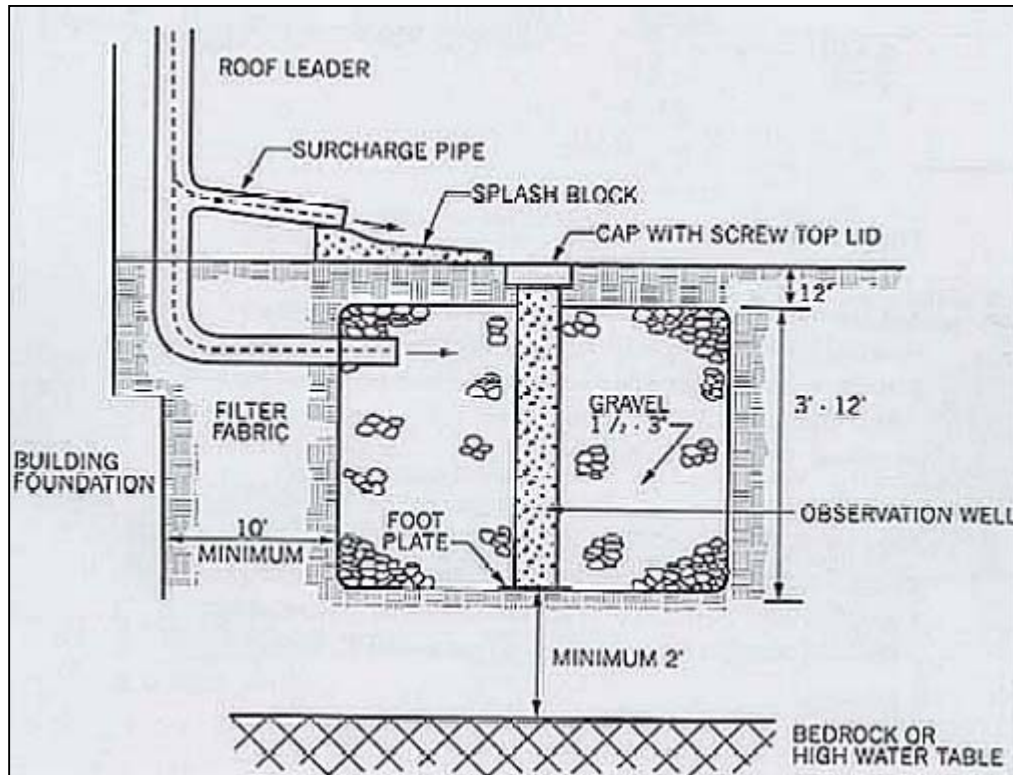 ROOF LEADER
SURCHARGE PIPE
SPLASH BLOCK
CAP WITH SCREW TOP LID
12"
FILTER
FABRIC
GRAVEL
1 1/2 - 3"
3' - 12'
BUILDING
FOUNDATION
10'
MINIMUM
FOOT
PLATE
OBSERVATION WELL
MINIMUM 2'
BEDROCK OR
HIGH WATER TABLE